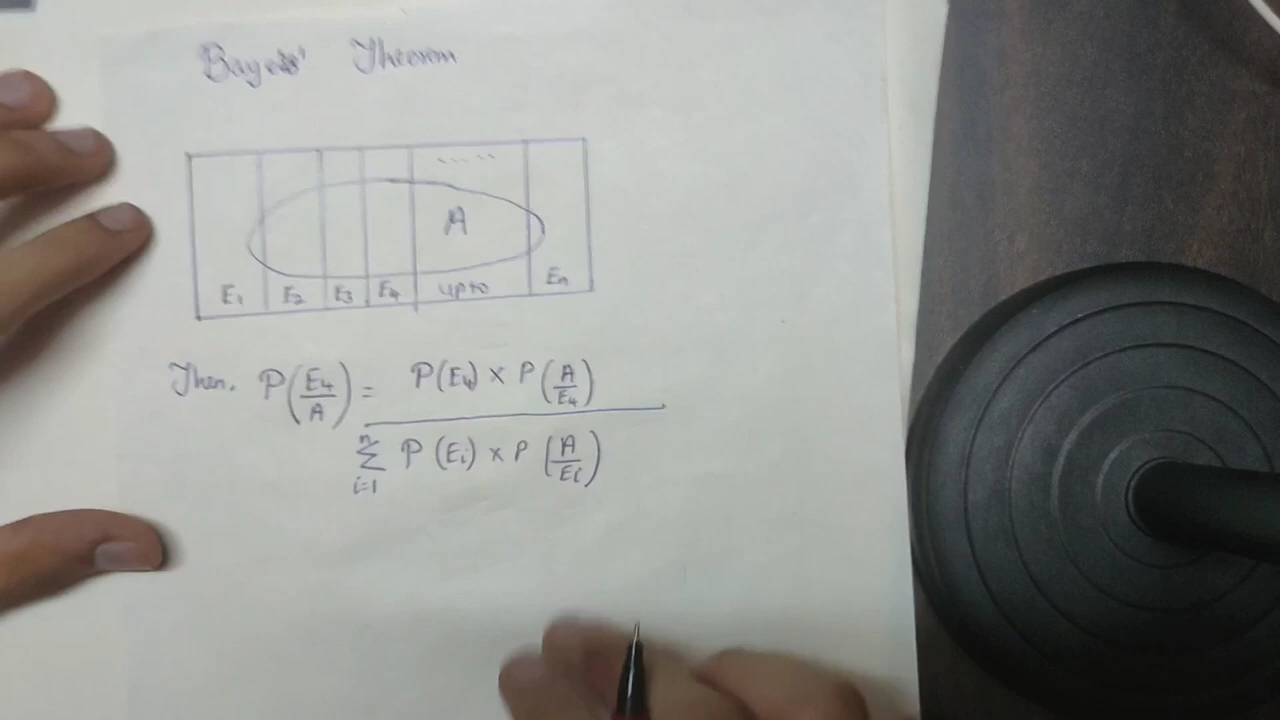 Bayes' Theorem
.....
A
E₁ E₂ E₃ E₄ upto Eₙ
Then, P(E₄/A) = P(E₄) × P(A/E₄)
n
∑ P(Eᵢ) × P(A/Eᵢ)
i=1